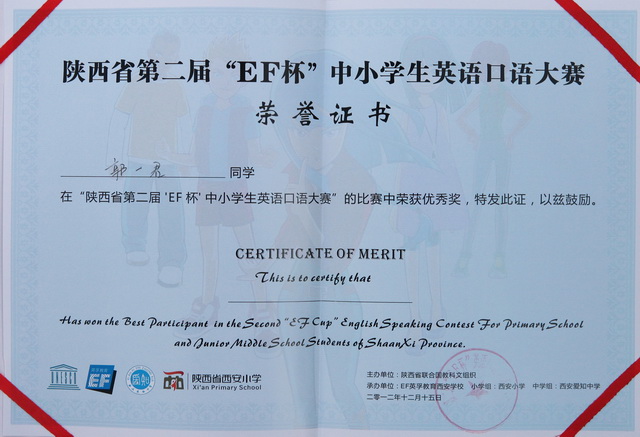 陕西省第二届“EF杯”中小学生英语口语大赛
荣誉证书
郭一君 同学
在“陕西省第二届'EF杯'中小学生英语口语大赛”的比赛中荣获优秀奖，特发此证，以兹鼓励。
CERTIFICATE OF MERIT
This is to certify that
Has won the Best Participant in the Second “EF Cup” English Speaking Contest For Primary School
and Junior Middle School Students of ShaanXi Province.
EF
陕西省西安小学
Xi'an Primary School
主办单位：陕西省联合国教科文组织
承办单位：EF英孚教育西安学校 小学组：西安小学 中学组：西安爱知中学
二零一二年十二月十五日